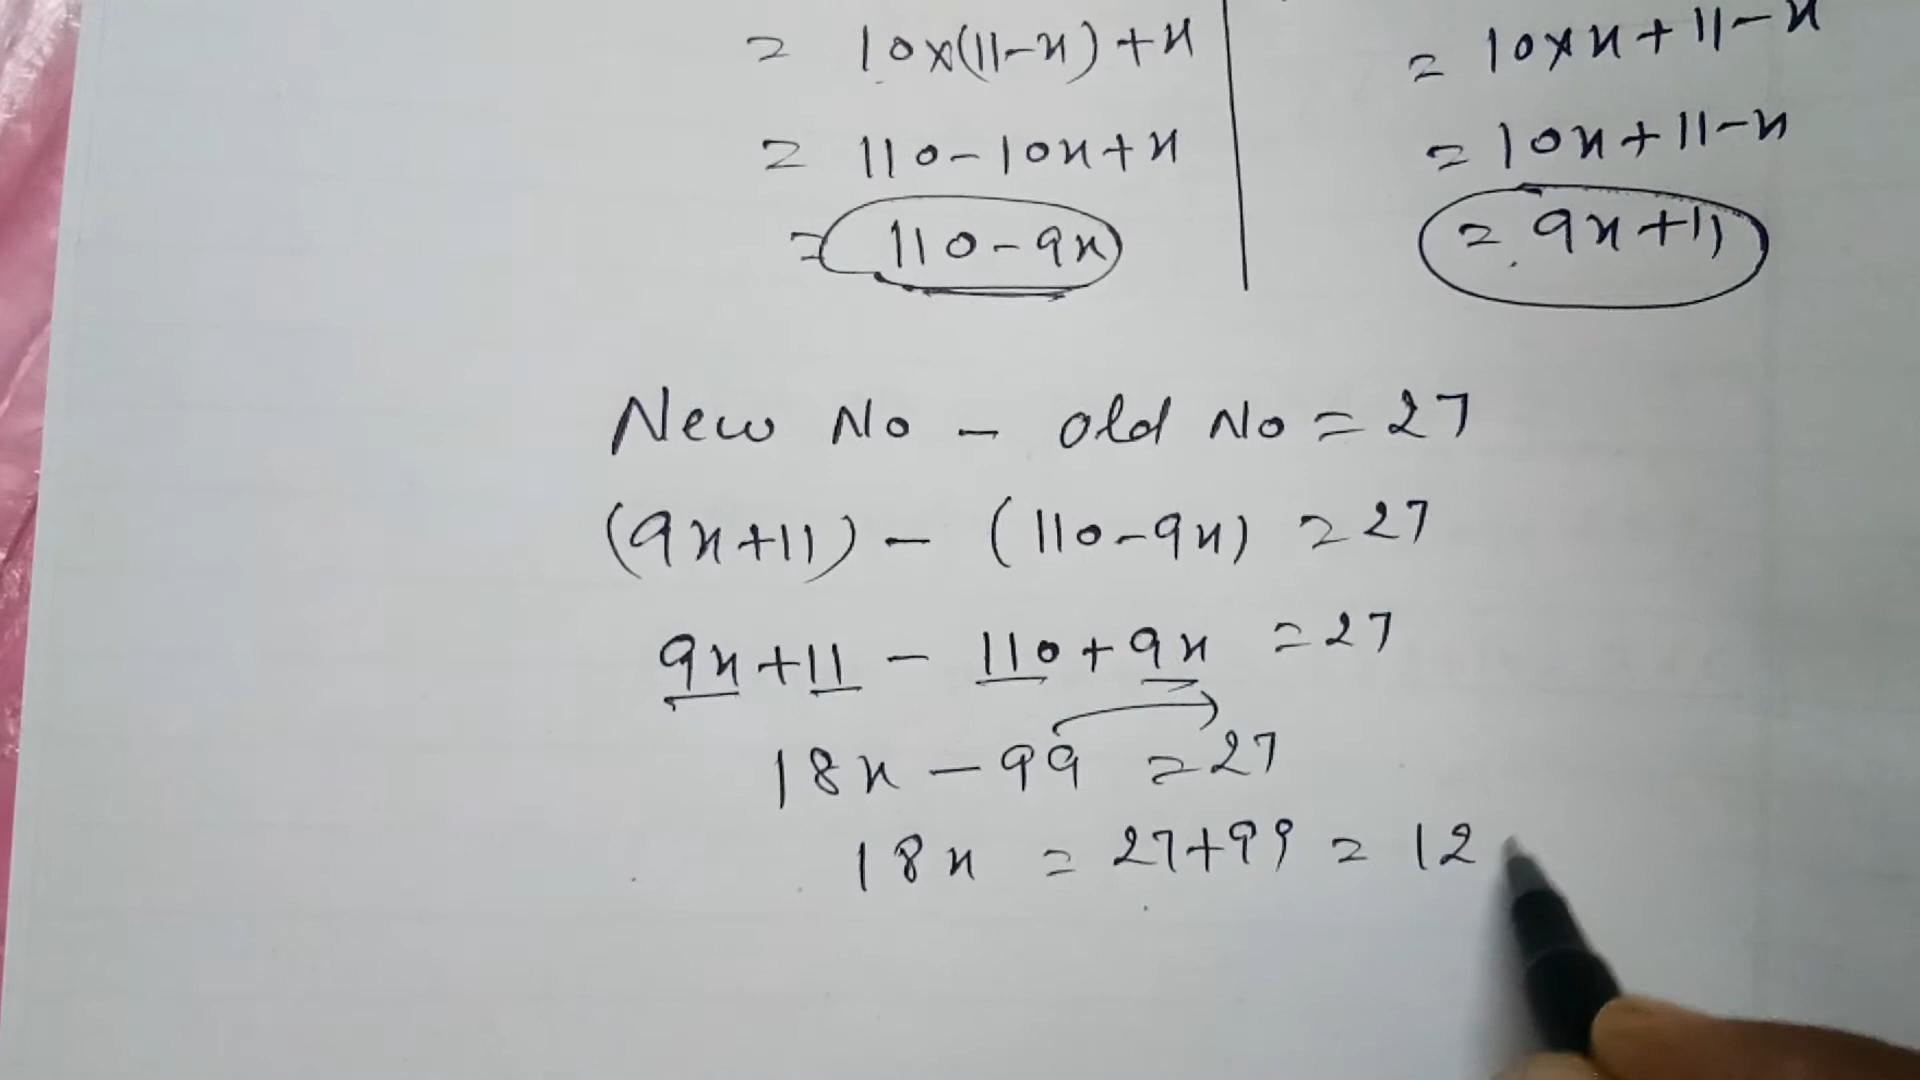 = 10×(11-x)+x
= 110-10x+x
= 110-9x
= 10×x+11-x
= 10x+11-x
= 9x+11
New No - old No = 27
(9x+11) - (110-9x) = 27
9x+11 - 110+9x = 27
18x - 99 = 27
18x = 27+99 = 12